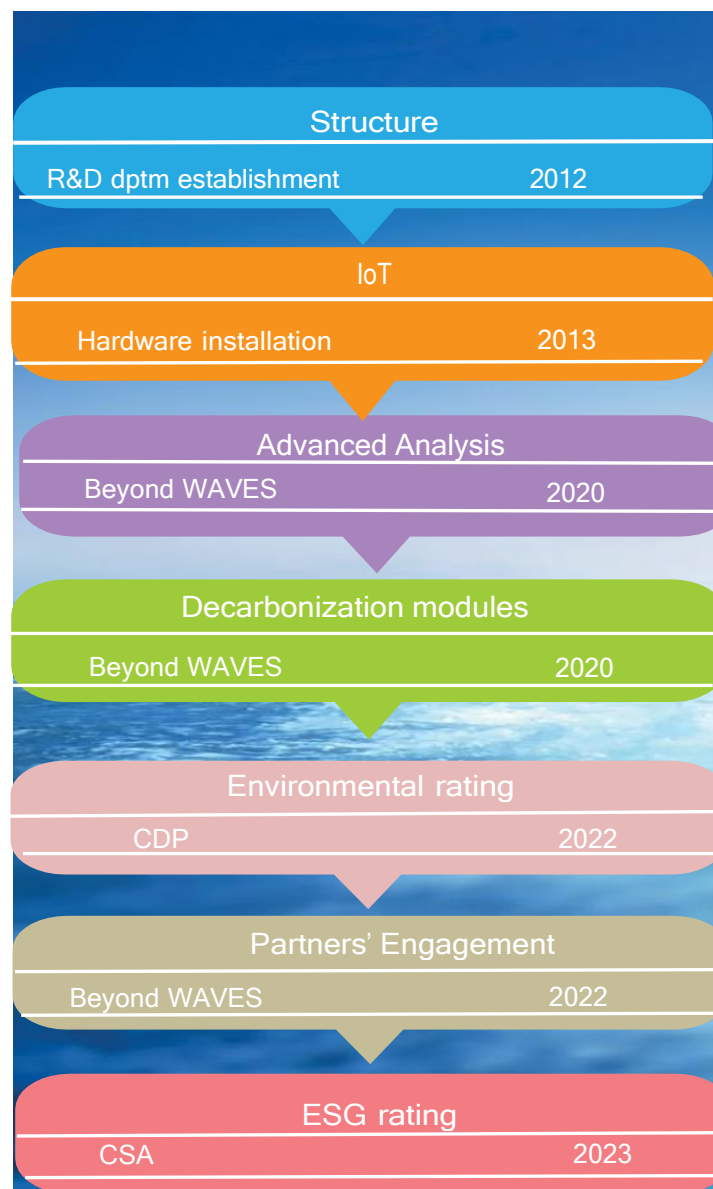 Structure
R&D dptm establishment 2012
IoT
Hardware installation 2013
Advanced Analysis
Beyond WAVES 2020
Decarbonization modules
Beyond WAVES 2020
Environmental rating
CDP 2022
Partners’ Engagement
Beyond WAVES 2022
ESG rating
CSA 2023